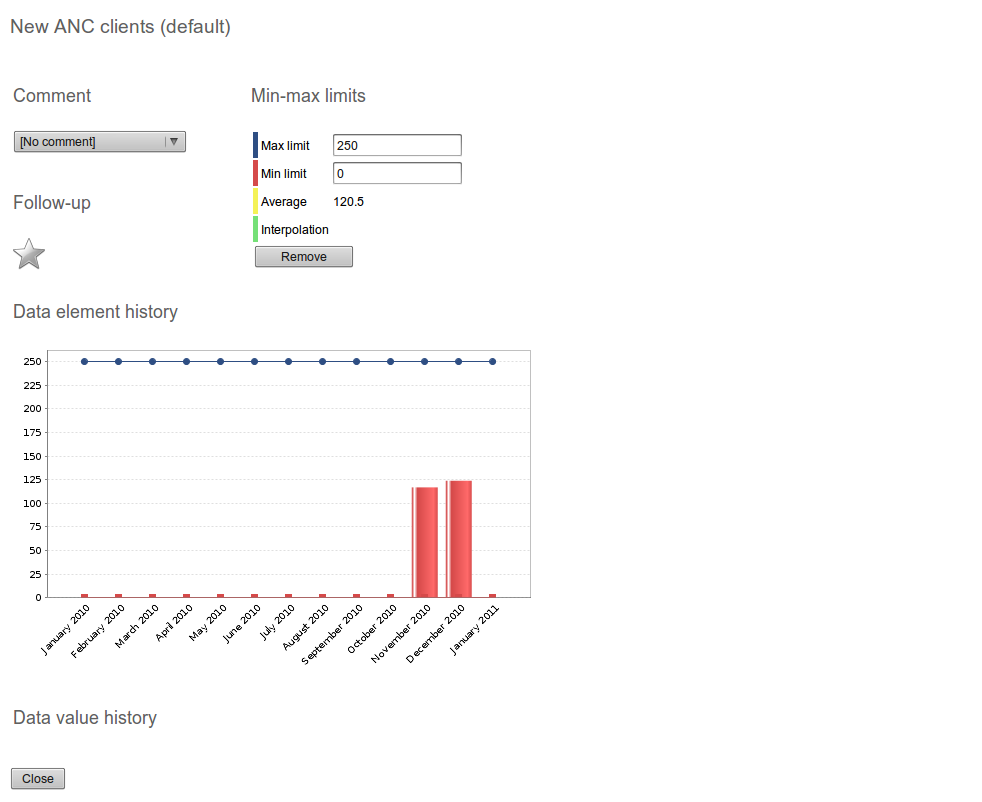 New ANC clients (default)
Comment
Min-max limits
[No comment]
Max limit 250
Min limit 0
Follow-up
Average 120.5
Interpolation
Remove
Data element history
250
225
200
175
150
125
100
75
50
25
0
January 2010
February 2010
March 2010
April 2010
May 2010
June 2010
July 2010
August 2010
September 2010
October 2010
November 2010
December 2010
January 2011
Data value history
Close